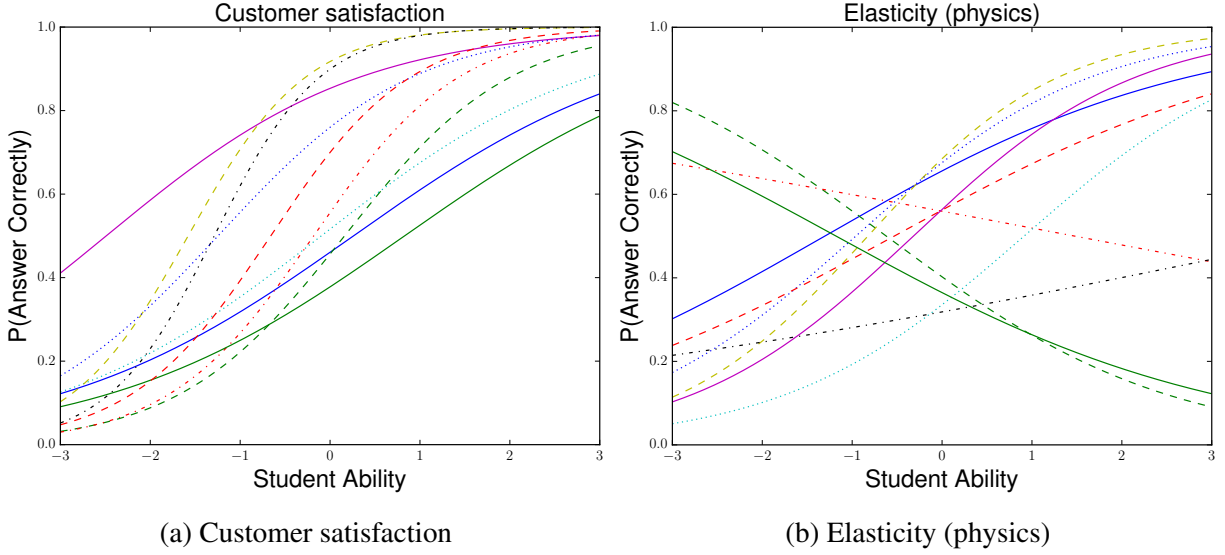 Customer satisfaction
1.0
0.8
0.6
0.4
0.2
0.0
P(Answer Correctly)
−3 −2 −1 0 1 2 3
Student Ability
(a) Customer satisfaction
Elasticity (physics)
1.0
0.8
0.6
0.4
0.2
0.0
P(Answer Correctly)
−3 −2 −1 0 1 2 3
Student Ability
(b) Elasticity (physics)